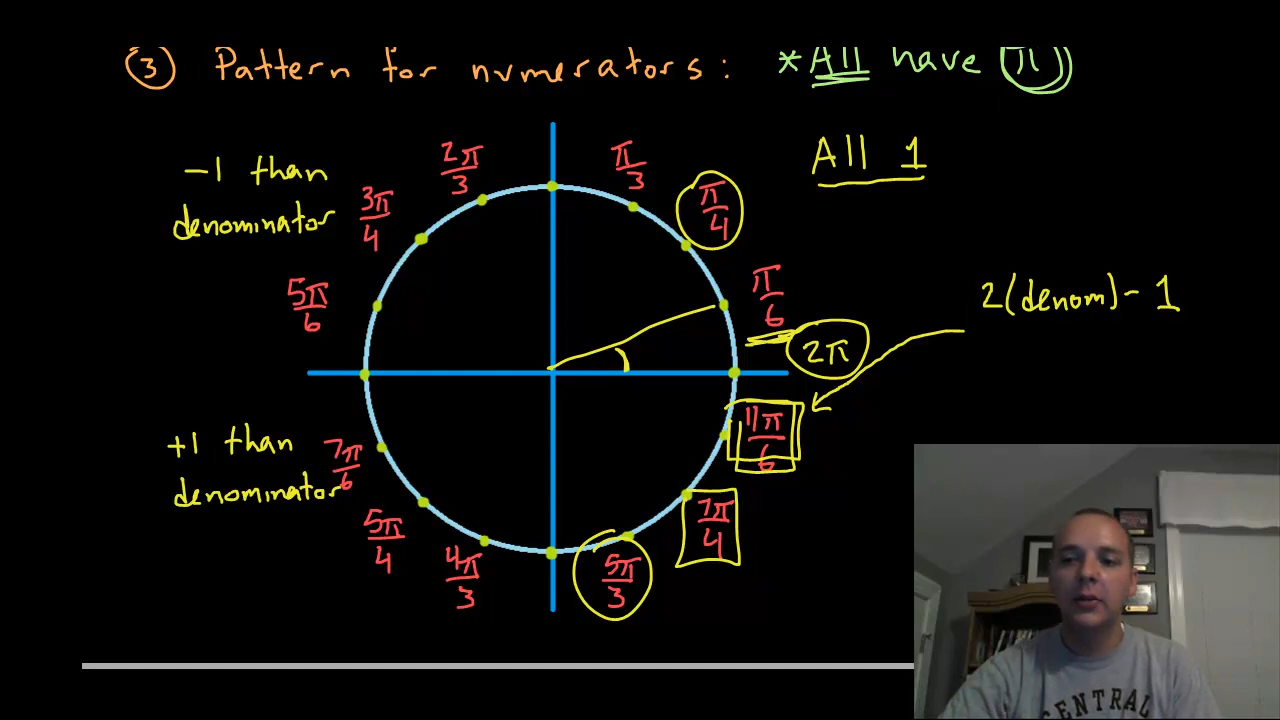 ③ Pattern for numerators: *All have π
All 1
-1 than
denominator
2π/3
π/3
3π/4
π/4
5π/6
π/6
2(denom) - 1
2π
+1 than
denominator
7π/6
11π/6
5π/4
7π/4
4π/3
5π/3
CENTRAL